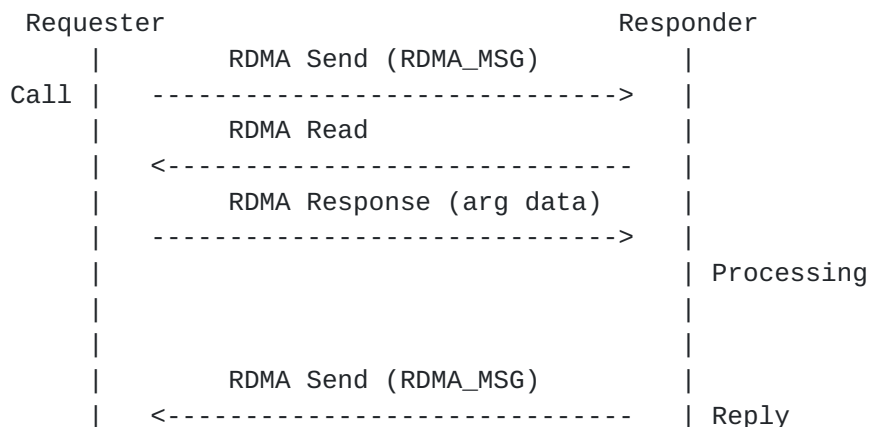 Requester Responder
| RDMA Send (RDMA_MSG) |
Call | ------------------------------> |
| RDMA Read |
| <------------------------------ |
| RDMA Response (arg data) |
| ------------------------------> |
| | Processing
| |
| |
| RDMA Send (RDMA_MSG) |
| <------------------------------ | Reply